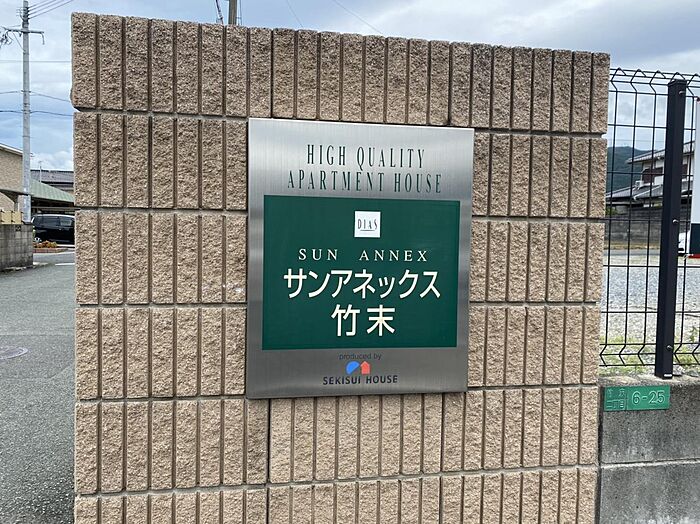 HIGH QUALITY
APARTMENT HOUSE
DIAS
SUN ANNEX
サンアネックス
竹末
produced by
SEKISUI HOUSE
6-25